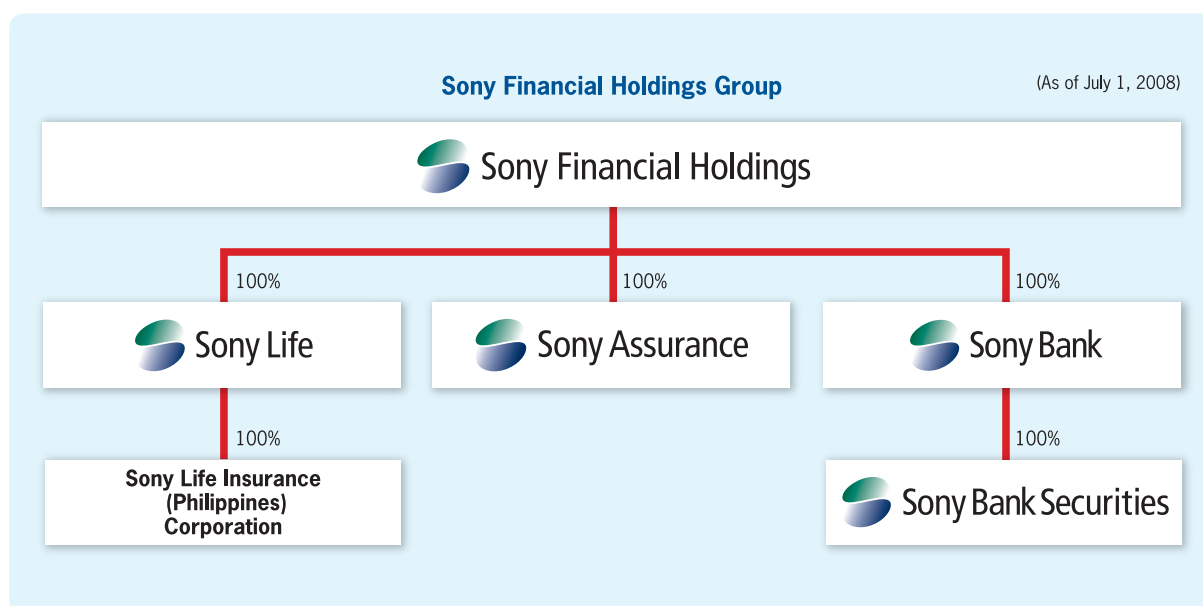 Sony Financial Holdings Group
(As of July 1, 2008)
Sony Financial Holdings
100%
100%
100%
Sony Life
Sony Assurance
Sony Bank
100%
100%
Sony Life Insurance
(Philippines)
Corporation
Sony Bank Securities